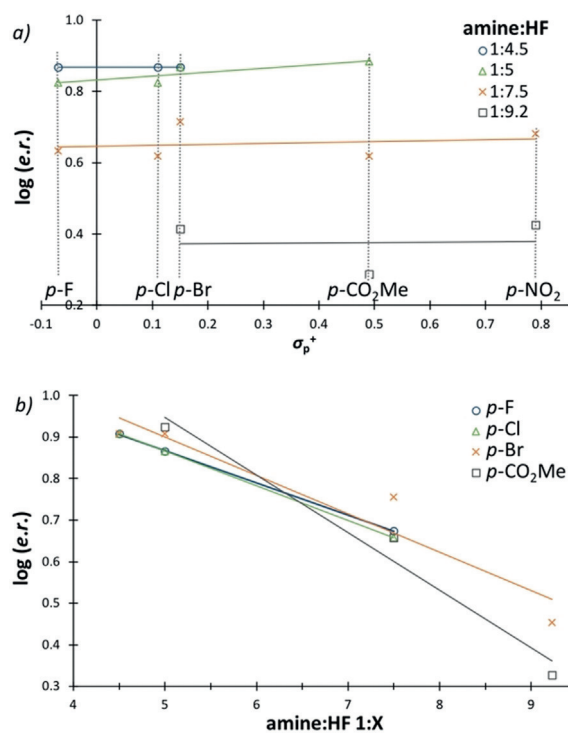 a)
amine:HF
1:4.5
1:5
1:7.5
1:9.2
log (e.r.)
1.0
0.8
0.6
0.4
0.2
p-F
p-Cl
p-Br
p-CO₂Me
p-NO₂
-0.1
0
0.1
0.2
0.3
0.4
0.5
0.6
0.7
0.8
σₚ⁺
b)
p-F
p-Cl
p-Br
p-CO₂Me
log (e.r.)
1.0
0.9
0.8
0.7
0.6
0.5
0.4
0.3
4
5
6
7
8
9
amine:HF 1:X